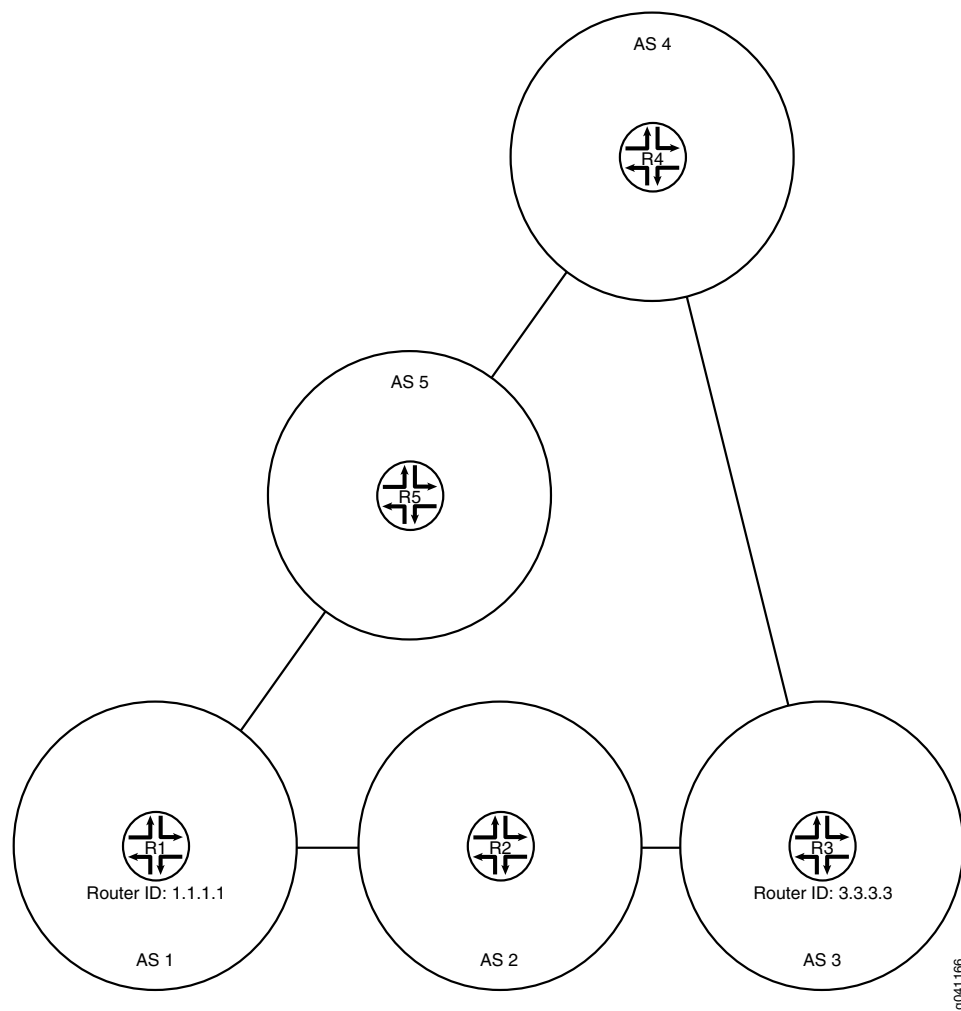 AS 4
R4
AS 5
R5
R1
R2
R3
Router ID: 1.1.1.1
Router ID: 3.3.3.3
AS 1
AS 2
AS 3
g041166